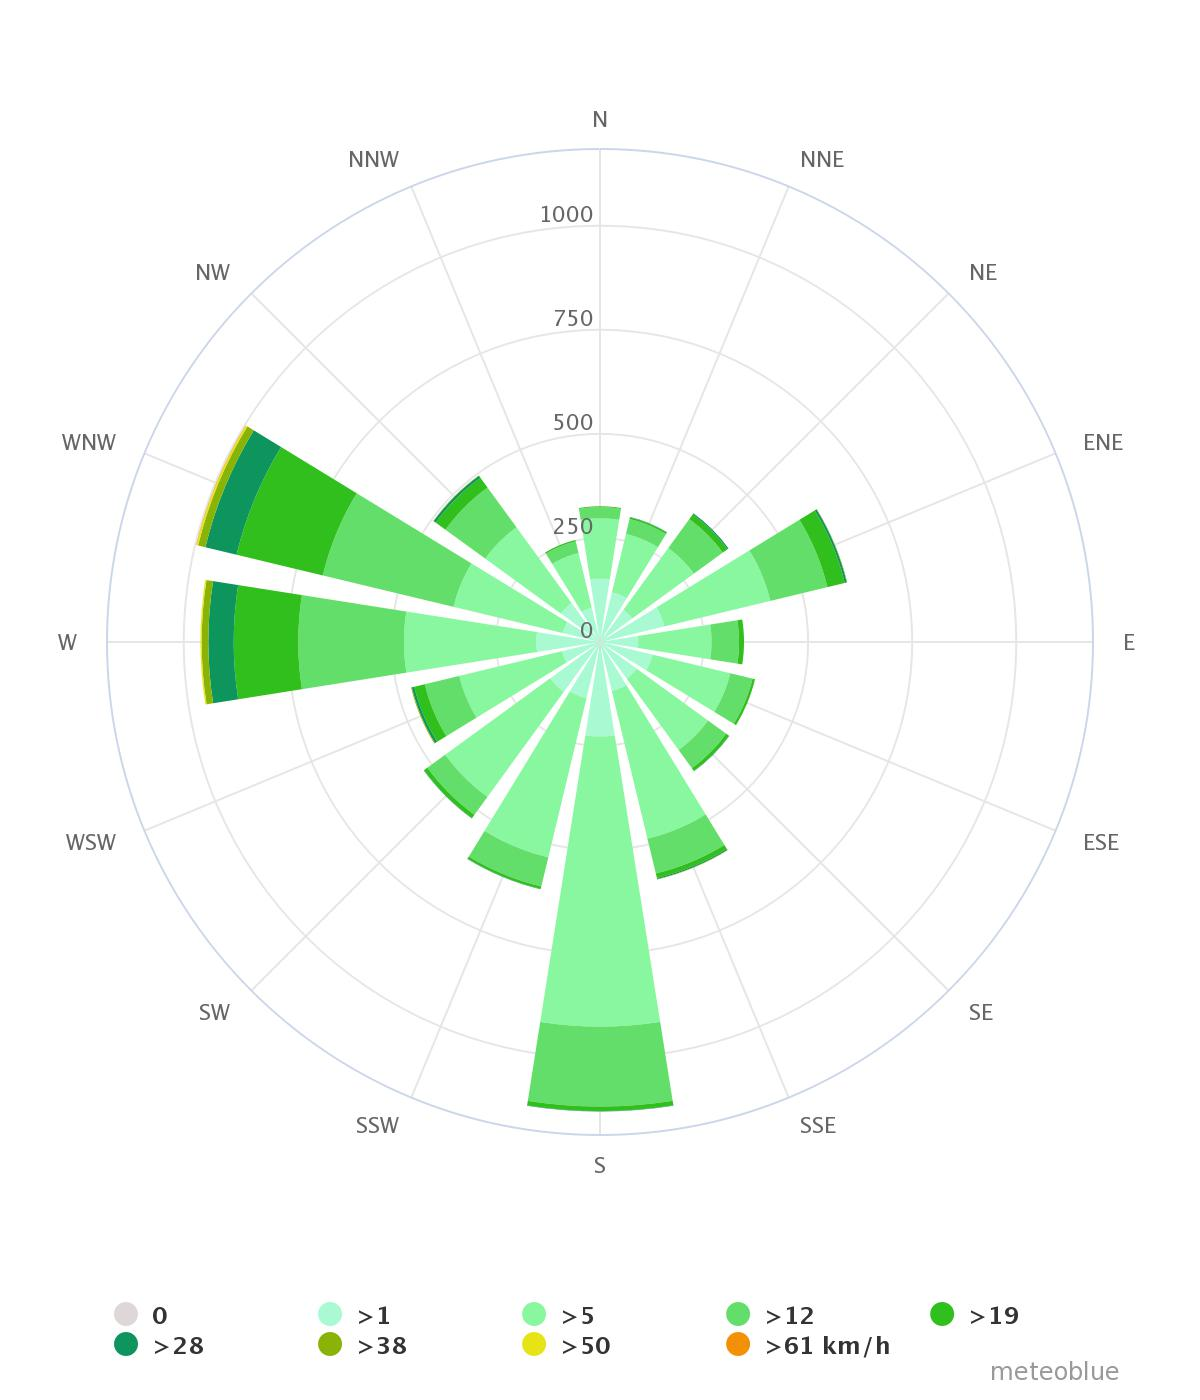 N
NNW NNE
1000
NW NE
750
500
WNW ENE
250
0
W E
WSW ESE
SW SE
SSW SSE
S
0 >1 >5 >12 >19
>28 >38 >50 >61 km/h
meteoblue